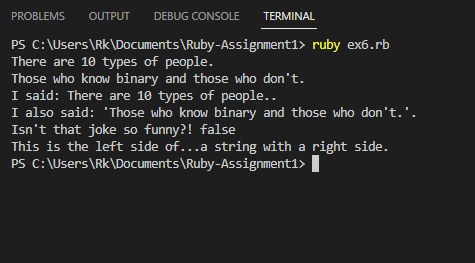 PROBLEMS OUTPUT DEBUG CONSOLE TERMINAL
PS C:\Users\Rk\Documents\Ruby-Assignment1> ruby ex6.rb
There are 10 types of people.
Those who know binary and those who don't.
I said: There are 10 types of people..
I also said: 'Those who know binary and those who don't.'.
Isn't that joke so funny?! false
This is the left side of...a string with a right side.
PS C:\Users\Rk\Documents\Ruby-Assignment1>